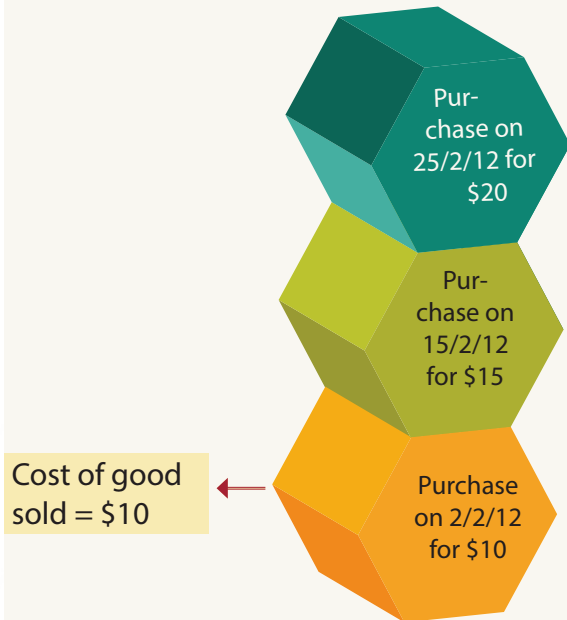 Pur-
chase on
25/2/12 for
$20
Pur-
chase on
15/2/12
for $15
Cost of good
sold = $10
Purchase
on 2/2/12
for $10